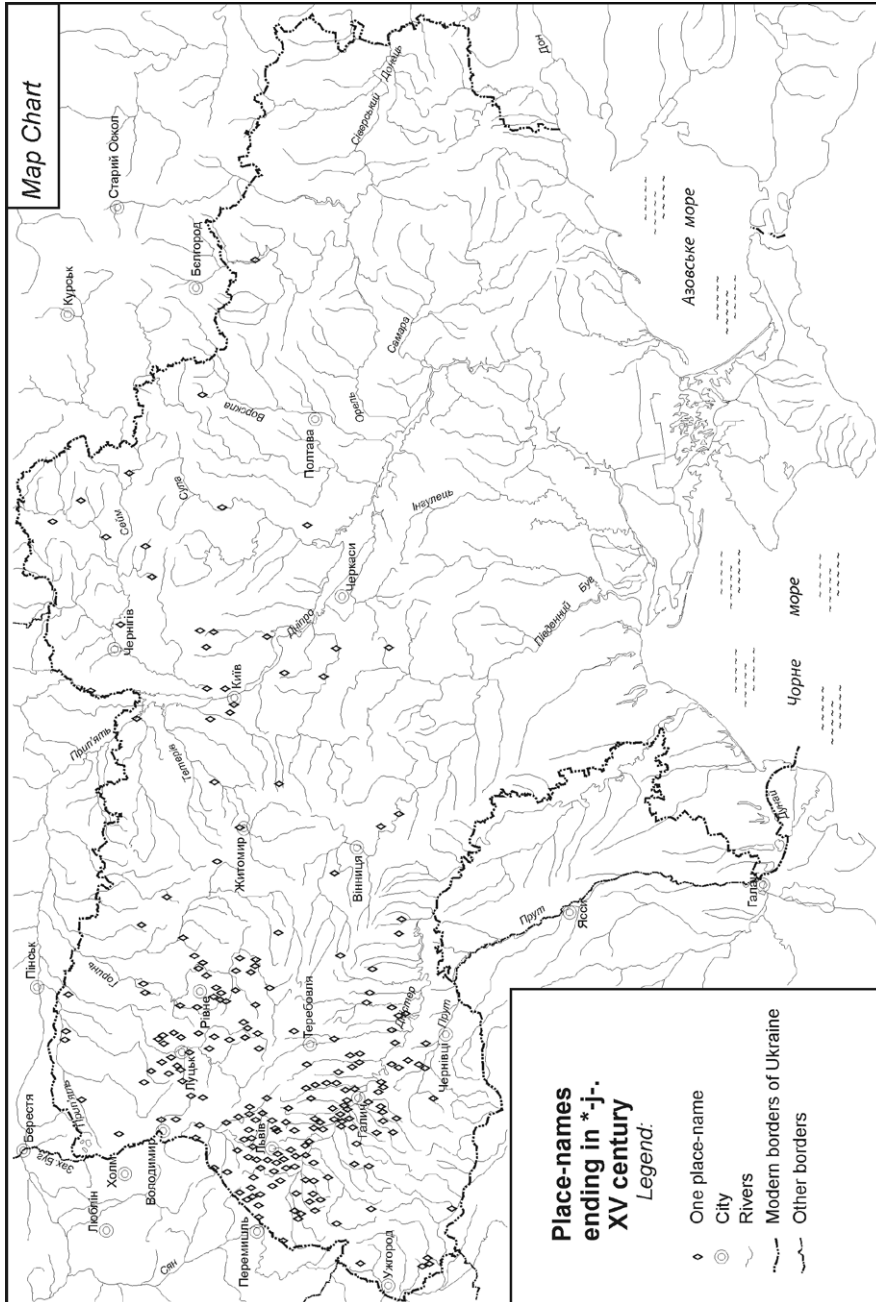 Map Chart
Старий Оскол
Курськ
Бєлгород
Сіверський Донець
Дон
Ворскла
Сейм
Сула
Полтава
Орель
Самара
Чернігів
Дніпро
Черкаси
Інгулець
Азовське море
Прип'ять
Київ
Тетерів
Південний Буг
Житомир
Вінниця
Чорне море
Пінськ
Горинь
Рівне
Теребовля
Дністер
Прут
Ясси
Галац
Дунай
Берестя
Прип'ять
Зах. Буг
Луцьк
Чернівці
Прут
Холм
Володимир
Львів
Галич
Люблін
Сян
Перемишль
Ужгород
Place-names
ending in *-j-.
XV century
Legend:
One place-name
City
Rivers
Modern borders of Ukraine
Other borders